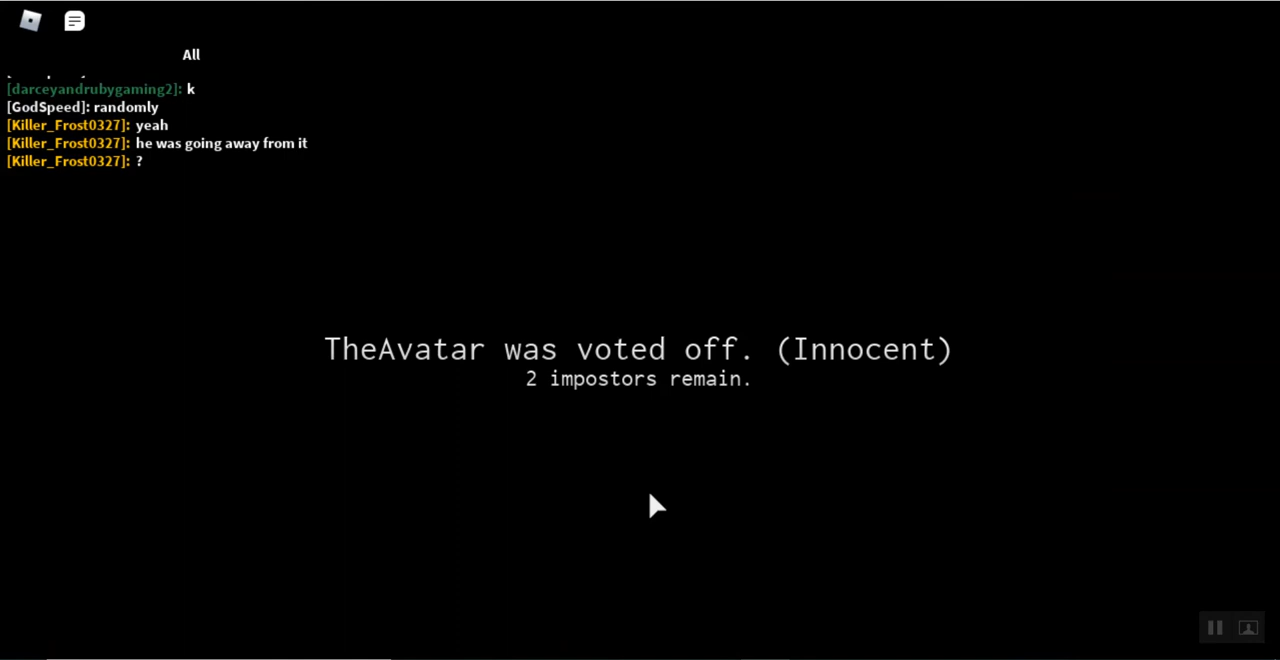 All
[darceyandrubygaming2]: k
[GodSpeed]: randomly
[Killer_Frost0327]: yeah
[Killer_Frost0327]: he was going away from it
[Killer_Frost0327]: ?
TheAvatar was voted off. (Innocent)
2 impostors remain.